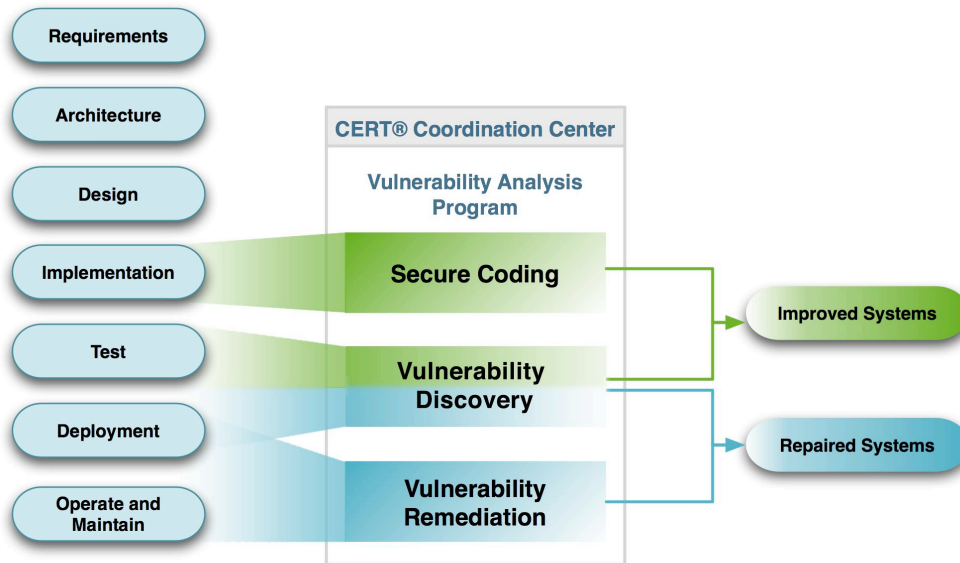 Requirements
Architecture
Design
Implementation
Test
Deployment
Operate and
Maintain
CERT® Coordination Center
Vulnerability Analysis
Program
Secure Coding
Vulnerability
Discovery
Vulnerability
Remediation
Improved Systems
Repaired Systems